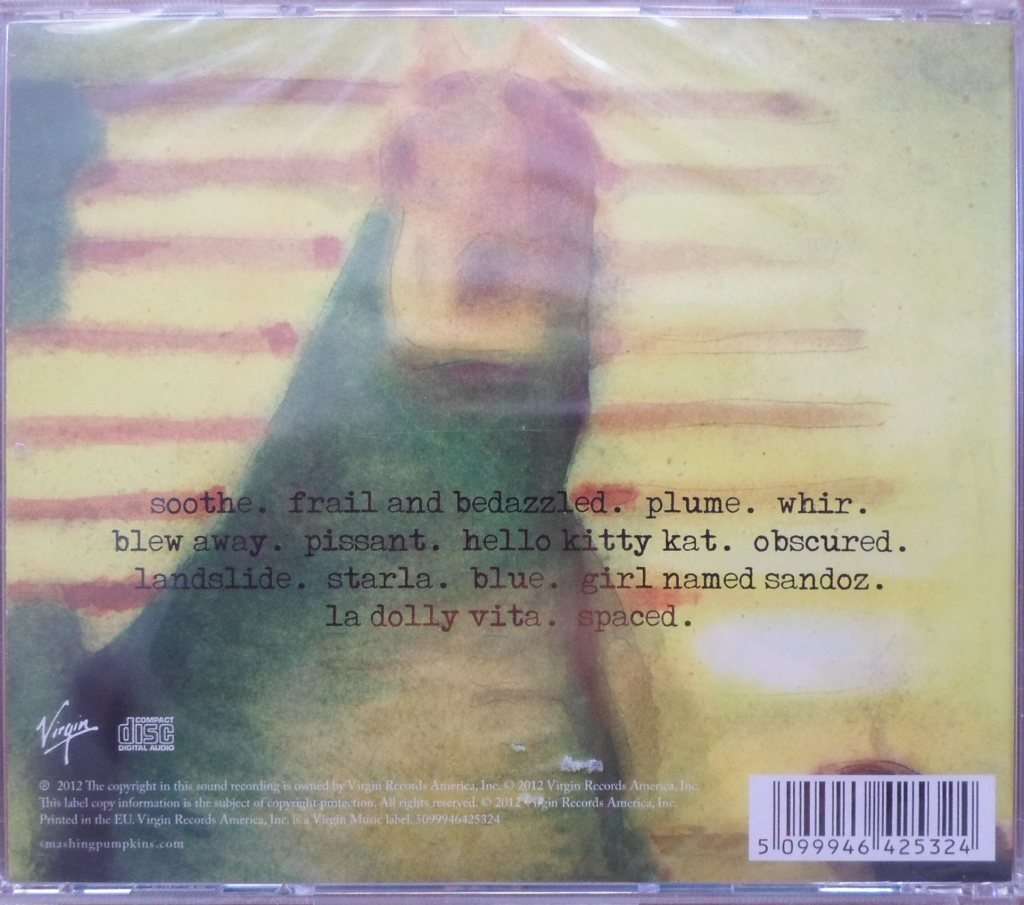 soothe. frail and bedazzled. plume. whir.
blew away. pissant. hello kitty kat. obscured.
landslide. starla. blue. girl named sandoz.
la dolly vita. spaced.
Virgin
COMPACT
disc
DIGITAL AUDIO
℗ 2012 The copyright in this sound recording is owned by Virgin Records America, Inc. © 2012 Virgin Records America, Inc.
This label copy information is the subject of copyright protection. All rights reserved. © 2012 Virgin Records America, Inc.
Printed in the EU. Virgin Records America, Inc. Is a Virgin Music label. 5099946425324
smashingpumpkins.com
5 099946 425324